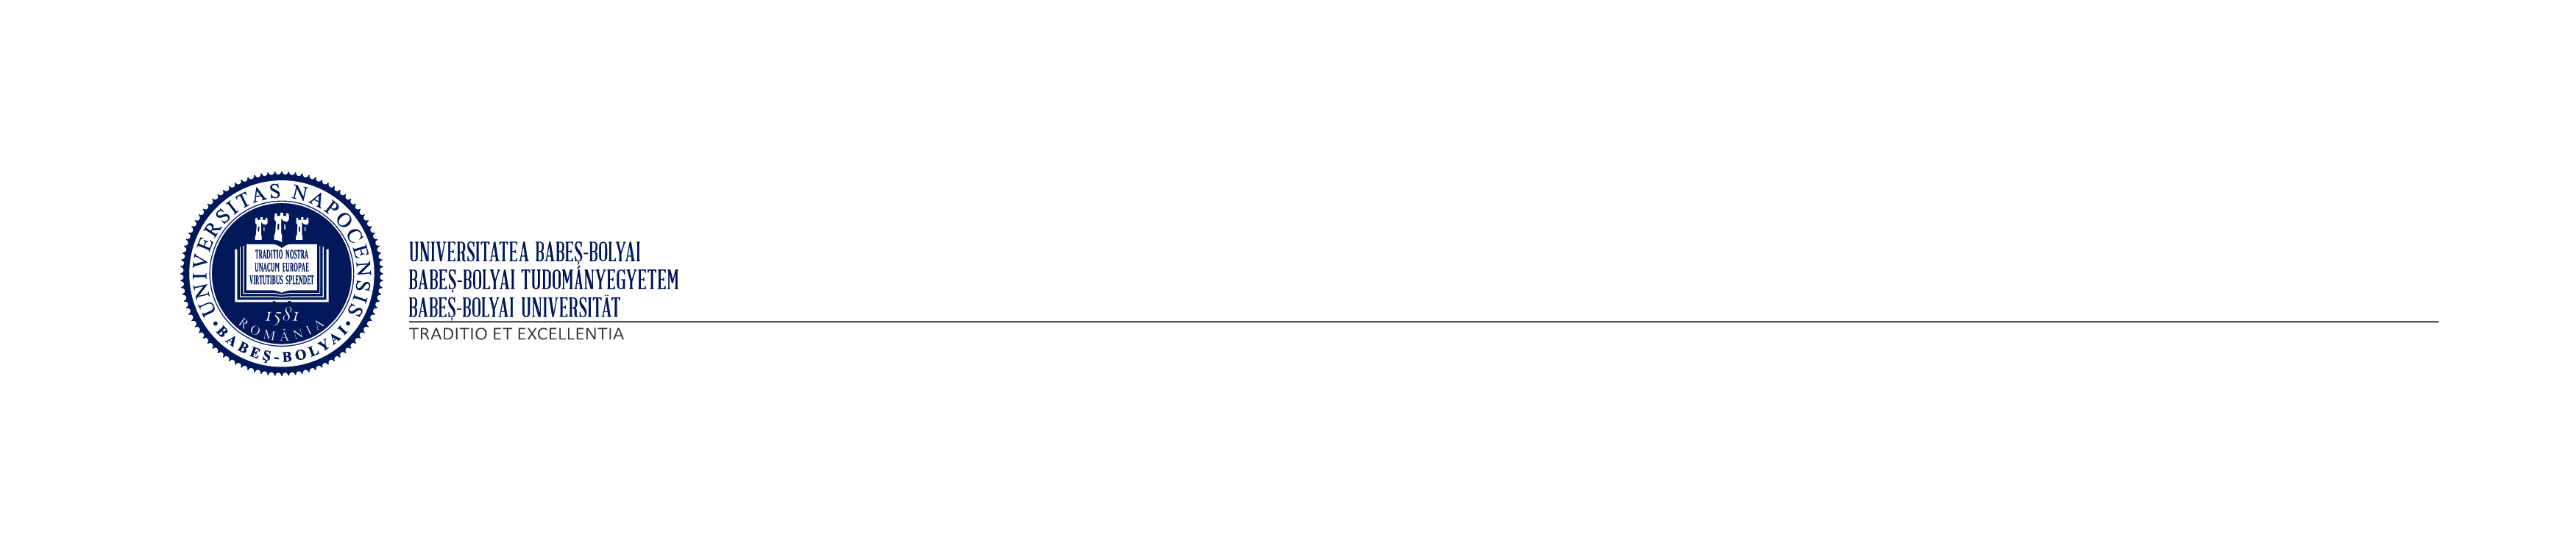 UNIVERSITAS NAPOCENSIS
TRADITIO NOSTRA
UNACUM EUROPAE
VIRTUTIBUS SPLENDET
1581
ROMÂNIA
• BABEŞ-BOLYAI •
UNIVERSITATEA BABEŞ-BOLYAI
BABEŞ-BOLYAI TUDOMÁNYEGYETEM
BABEŞ-BOLYAI UNIVERSITÄT
TRADITIO ET EXCELLENTIA